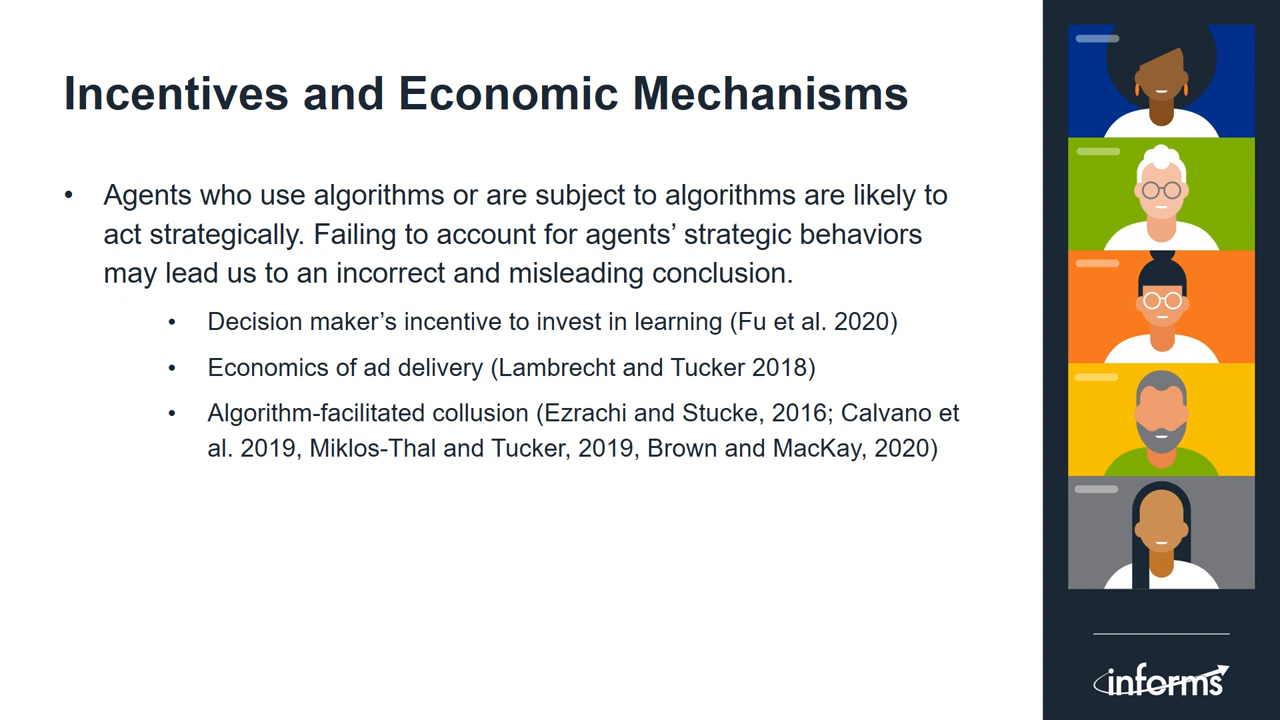 Incentives and Economic Mechanisms
• Agents who use algorithms or are subject to algorithms are likely to
act strategically. Failing to account for agents’ strategic behaviors
may lead us to an incorrect and misleading conclusion.
• Decision maker’s incentive to invest in learning (Fu et al. 2020)
• Economics of ad delivery (Lambrecht and Tucker 2018)
• Algorithm-facilitated collusion (Ezrachi and Stucke, 2016; Calvano et
al. 2019, Miklos-Thal and Tucker, 2019, Brown and MacKay, 2020)
informs